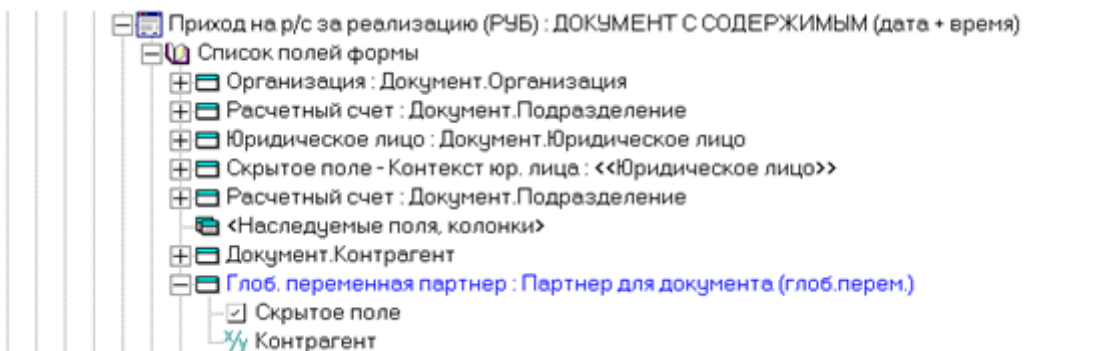 Приход на р/с за реализацию (РУБ) : ДОКУМЕНТ С СОДЕРЖИМЫМ (дата + время)
Список полей формы
Организация : Документ.Организация
Расчетный счет : Документ.Подразделение
Юридическое лицо : Документ.Юридическое лицо
Скрытое поле - Контекст юр. лица : <<Юридическое лицо>>
Расчетный счет : Документ.Подразделение
<Наследуемые поля, колонки>
Документ.Контрагент
Глоб. переменная партнер : Партнер для документа (глоб.перем.)
Скрытое поле
x/y Контрагент